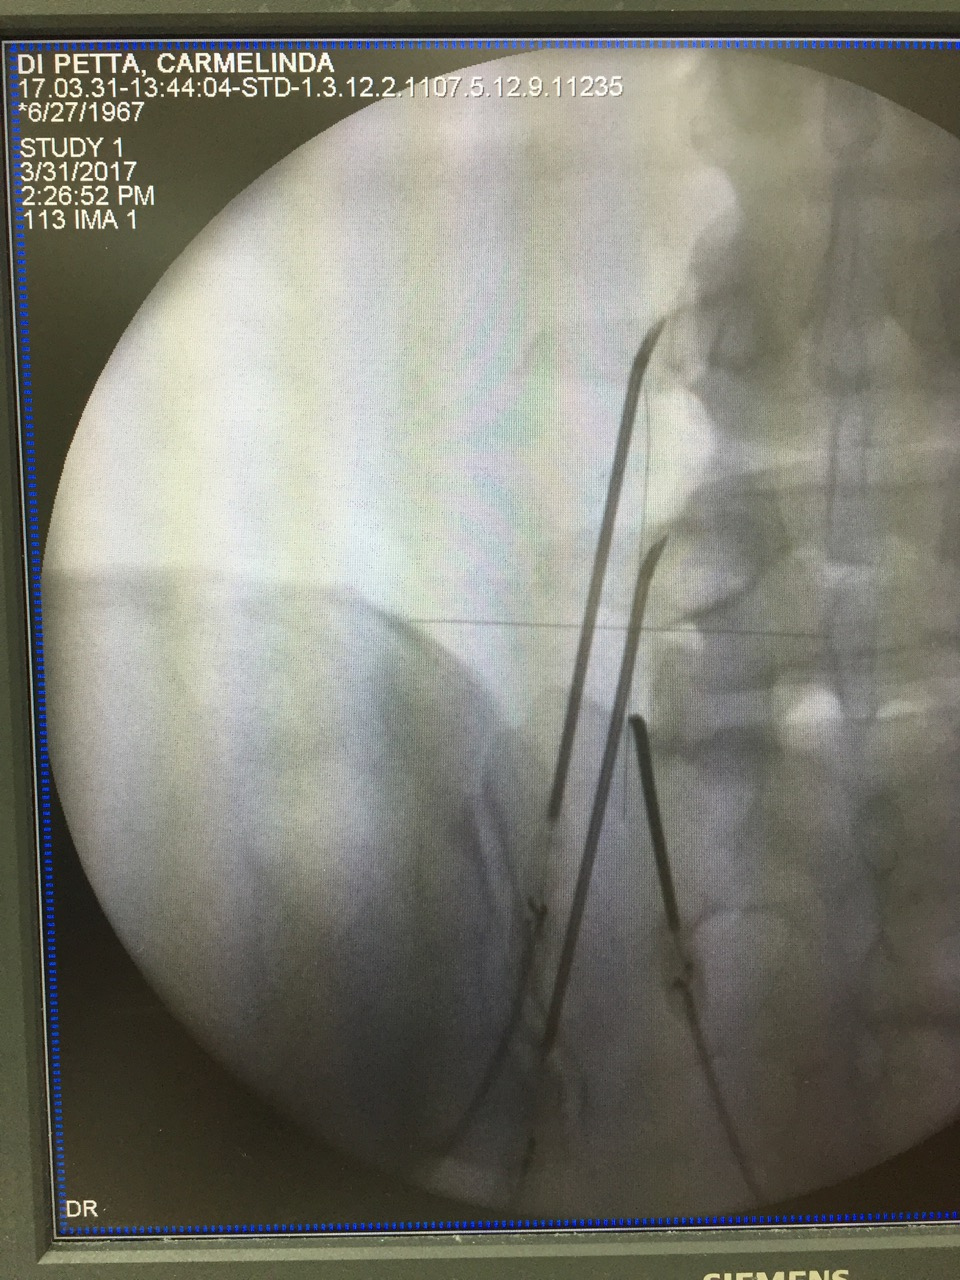 DI PETTA, CARMELINDA
17.03.31-13:44:04-STD-1.3.12.2.1107.5.12.9.11235
*6/27/1967
STUDY 1
3/31/2017
2:26:52 PM
113 IMA 1
DR
SIEMENS